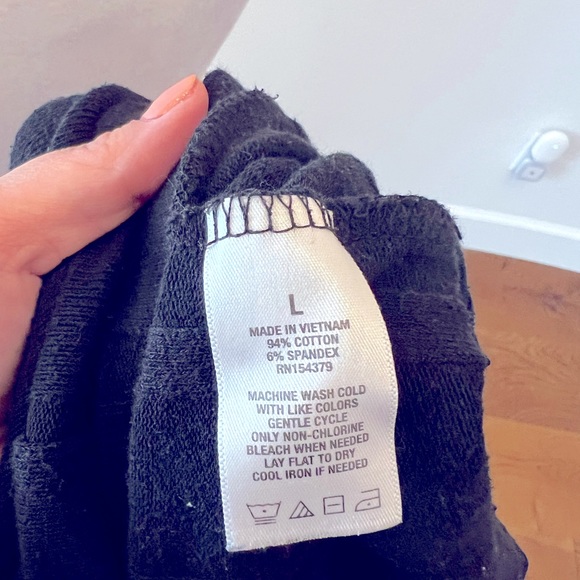 L
MADE IN VIETNAM
94% COTTON
6% SPANDEX
RN154379
MACHINE WASH COLD
WITH LIKE COLORS
GENTLE CYCLE
ONLY NON-CHLORINE
BLEACH WHEN NEEDED
LAY FLAT TO DRY
COOL IRON IF NEEDED